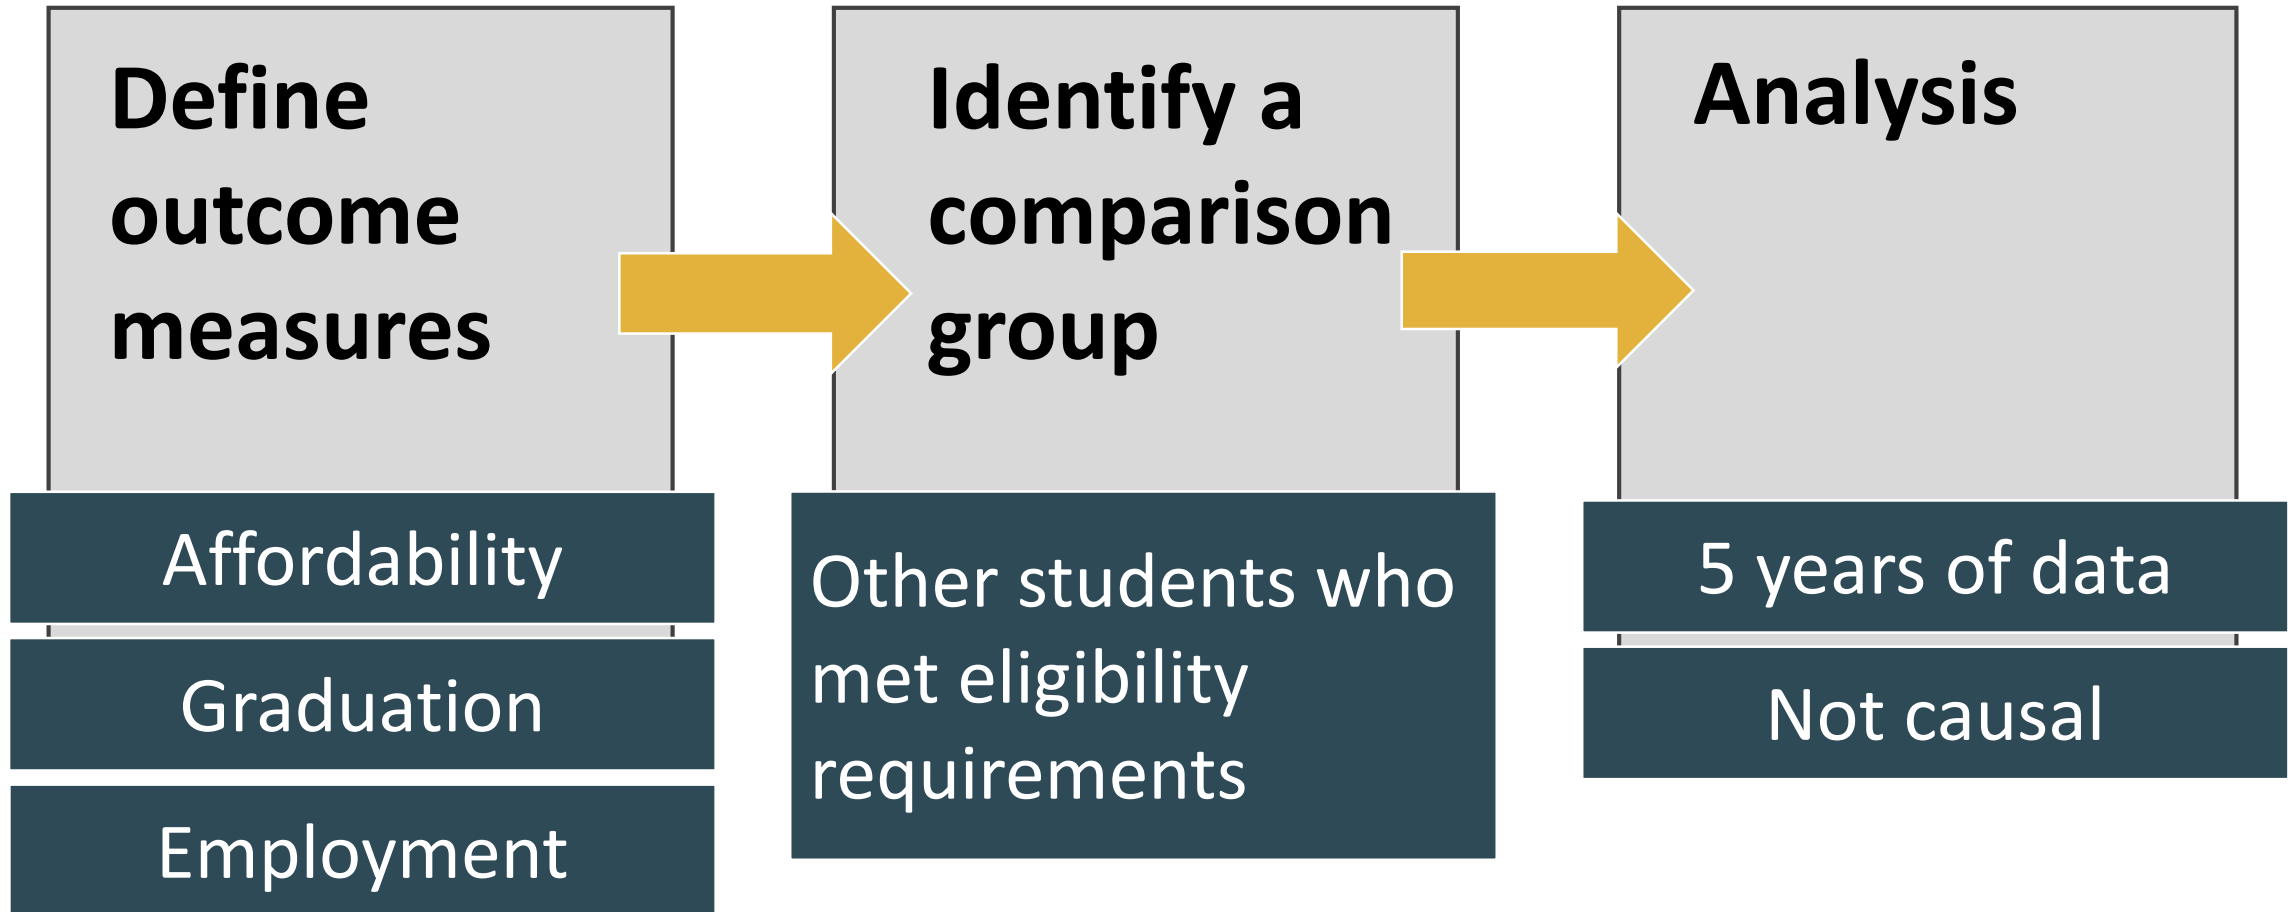 Define
outcome
measures
Affordability
Graduation
Employment
Identify a
comparison
group
Other students who
met eligibility
requirements
Analysis
5 years of data
Not causal